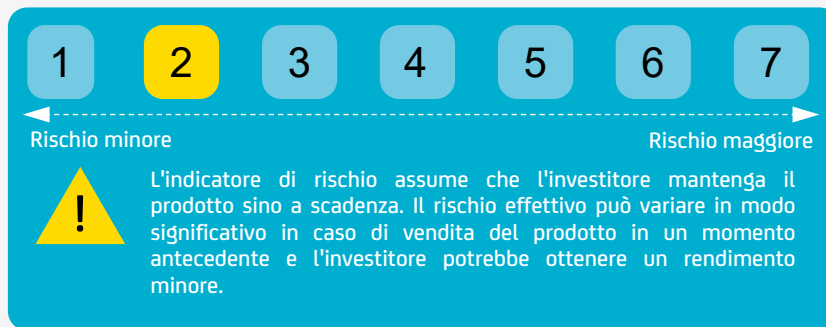 1 2 3 4 5 6 7
Rischio minore Rischio maggiore
! L'indicatore di rischio assume che l'investitore mantenga il
prodotto sino a scadenza. Il rischio effettivo può variare in modo
significativo in caso di vendita del prodotto in un momento
antecedente e l'investitore potrebbe ottenere un rendimento
minore.